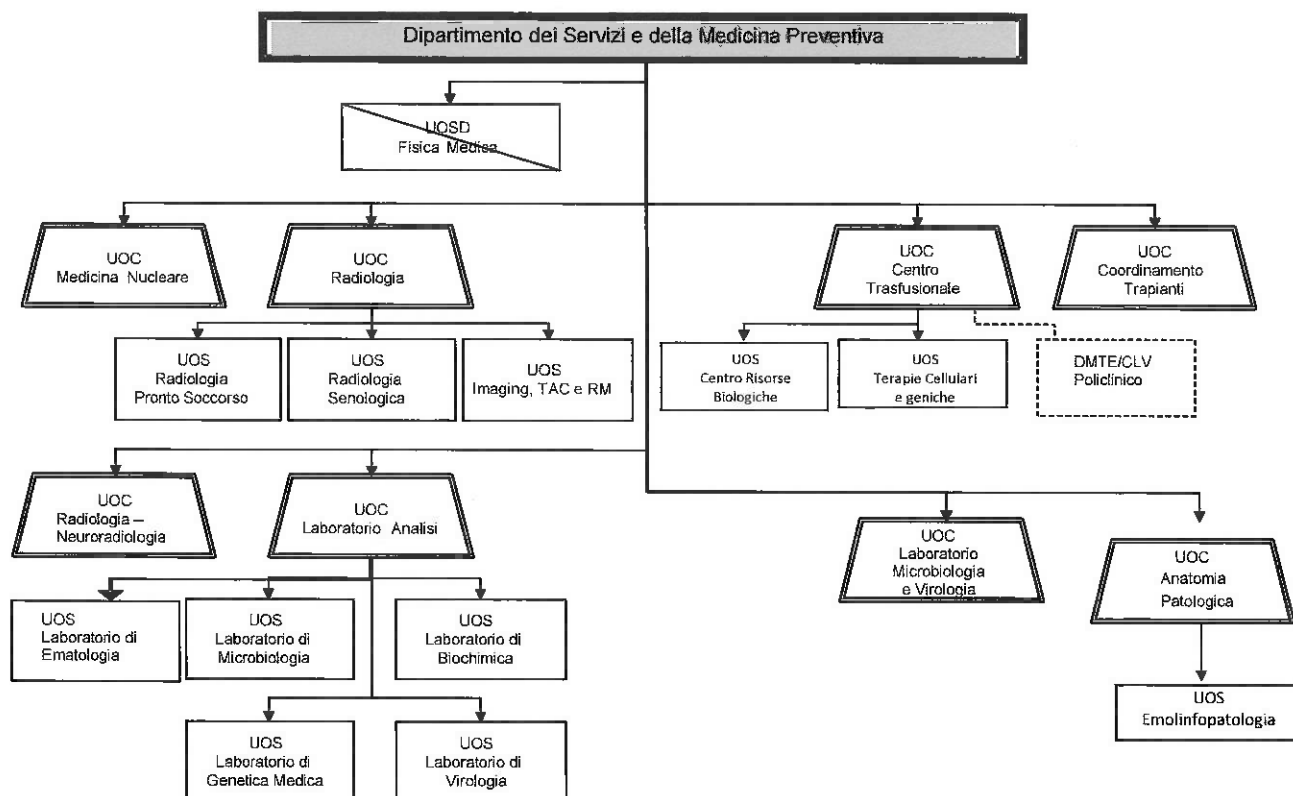 Dipartimento dei Servizi e della Medicina Preventiva
UOSD
Fisica Medica
UOC
Medicina Nucleare
UOC
Radiologia
UOC
Centro
Trasfusionale
UOC
Coordinamento
Trapianti
UOS
Radiologia
Pronto Soccorso
UOS
Radiologia
Senologica
UOS
Imaging, TAC e RM
UOS
Centro Risorse
Biologiche
UOS
Terapie Cellulari
e geniche
DMTE/CLV
Policlinico
UOC
Radiologia –
Neuroradiologia
UOC
Laboratorio Analisi
UOC
Laboratorio
Microbiologia
e Virologia
UOC
Anatomia
Patologica
UOS
Laboratorio di
Ematologia
UOS
Laboratorio di
Microbiologia
UOS
Laboratorio di
Biochimica
UOS
Emolinfopatologia
UOS
Laboratorio di
Genetica Medica
UOS
Laboratorio di
Virologia